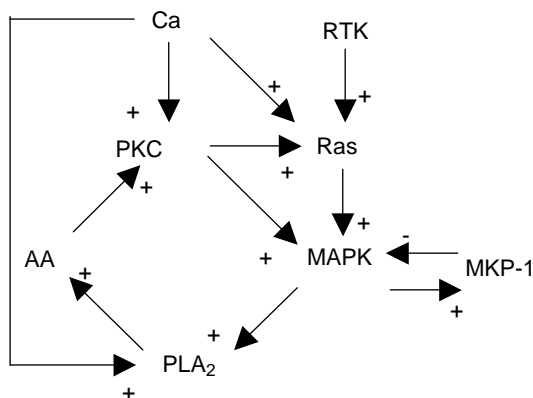 Ca
RTK
+
+
+
PKC
Ras
+
+
+
-
AA
+
MAPK
MKP-1
+
+
+
PLA₂
+